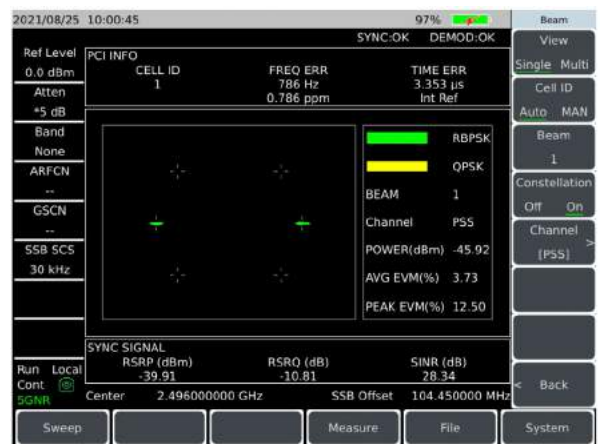 2021/08/25 10:00:45 97% Beam
SYNC:OK DEMOD:OK
View
Single Multi
Ref Level
0.0 dBm
PCI INFO
CELL ID FREQ ERR TIME ERR
1 786 Hz 3.353 µs
0.786 ppm Int Ref
Cell ID
Auto MAN
Atten
*5 dB
Band
None
RBPSK
Beam
1
ARFCN
--
QPSK
BEAM 1
Constellation
Off On
GSCN
--
Channel PSS
Channel
[PSS] >
SSB SCS
30 kHz
POWER(dBm) -45.92
AVG EVM(%) 3.73
PEAK EVM(%) 12.50
SYNC SIGNAL
RSRP (dBm) RSRQ (dB) SINR (dB)
-39.91 -10.81 28.34
Run Local
Cont
5GNR
< Back
Center 2.496000000 GHz SSB Offset 104.450000 MHz
Sweep Measure File System